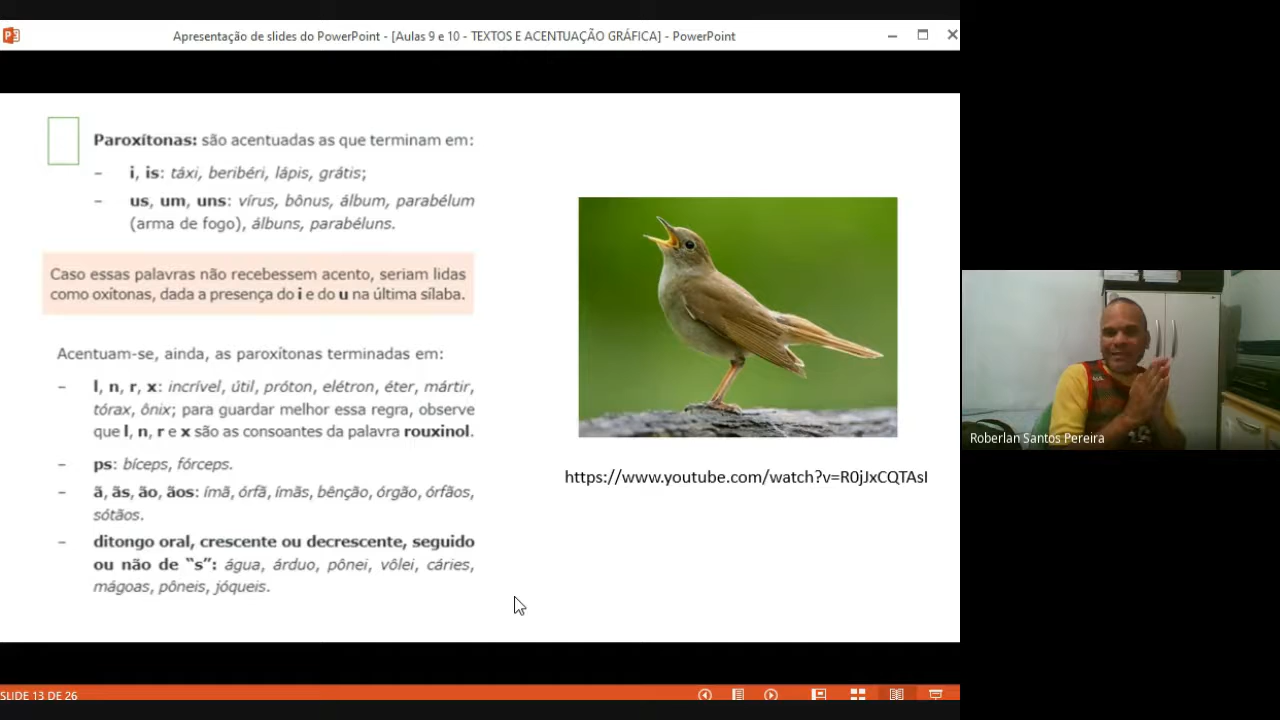 Apresentação de slides do PowerPoint - [Aulas 9 e 10 - TEXTOS E ACENTUAÇÃO GRÁFICA] - PowerPoint
Paroxítonas: são acentuadas as que terminam em:
– i, is: táxi, beribéri, lápis, grátis;
– us, um, uns: vírus, bônus, álbum, parabélum
(arma de fogo), álbuns, parabéluns.
Caso essas palavras não recebessem acento, seriam lidas
como oxítonas, dada a presença do i e do u na última sílaba.
Acentuam-se, ainda, as paroxítonas terminadas em:
– l, n, r, x: incrível, útil, próton, elétron, éter, mártir,
tórax, ônix; para guardar melhor essa regra, observe
que l, n, r e x são as consoantes da palavra rouxinol.
– ps: bíceps, fórceps.
– ã, ãs, ão, ãos: ímã, órfã, ímãs, bênção, órgão, órfãos,
sótãos.
– ditongo oral, crescente ou decrescente, seguido
ou não de “s”: água, árduo, pônei, vôlei, cáries,
mágoas, pôneis, jóqueis.
https://www.youtube.com/watch?v=R0jJxCQTAsI
Roberlan Santos Pereira
SLIDE 13 DE 26